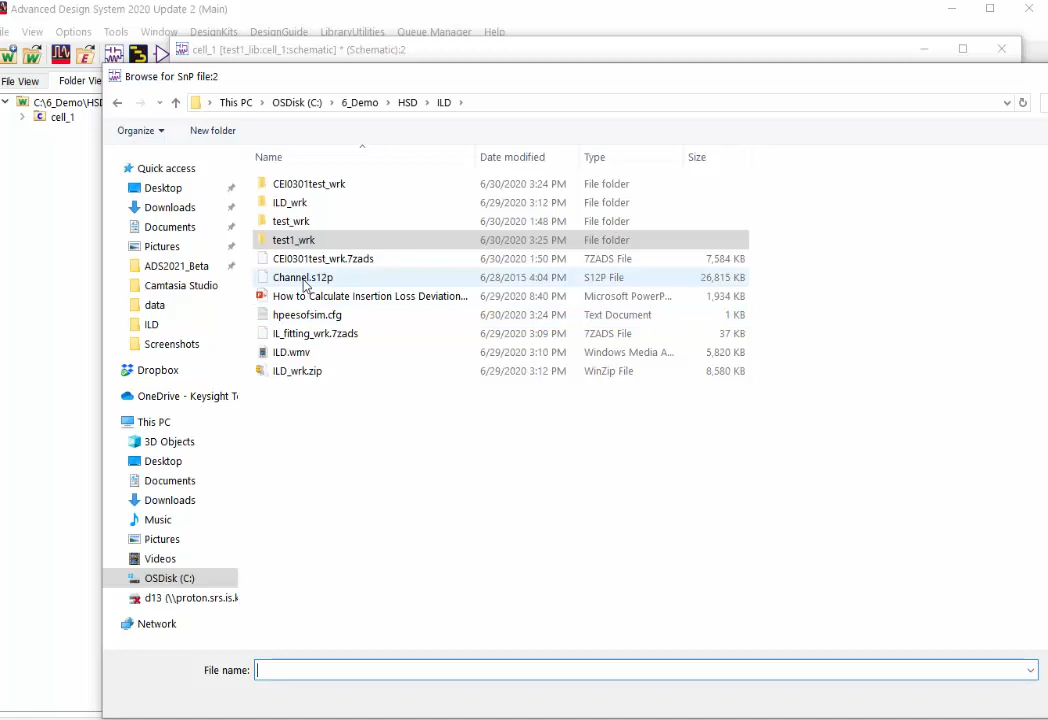 Advanced Design System 2020 Update 2 (Main)
ile View Options Tools Window DesignKits DesignGuide LibraryUtilities Queue Manager Help
cell_1 [test1_lib:cell_1:schematic] * (Schematic):2
File View Folder Vie
C:\6_Demo\HSD
cell_1
Browse for SnP file:2
This PC > OSDisk (C:) > 6_Demo > HSD > ILD >
Organize New folder
Name Date modified Type Size
Quick access
Desktop
Downloads
Documents
Pictures
ADS2021_Beta
Camtasia Studio
data
ILD
Screenshots
Dropbox
OneDrive - Keysight T
This PC
3D Objects
Desktop
Documents
Downloads
Music
Pictures
Videos
OSDisk (C:)
d13 (\\proton.srs.is.k
Network
CEI0301test_wrk 6/30/2020 3:24 PM File folder
ILD_wrk 6/29/2020 3:12 PM File folder
test_wrk 6/30/2020 1:48 PM File folder
test1_wrk 6/30/2020 3:25 PM File folder
CEI0301test_wrk.7zads 6/30/2020 1:50 PM 7ZADS File 7,584 KB
Channel.s12p 6/28/2015 4:04 PM S12P File 26,815 KB
How to Calculate Insertion Loss Deviation... 6/29/2020 8:40 PM Microsoft PowerP... 1,934 KB
hpeesofsim.cfg 6/30/2020 3:24 PM Text Document 1 KB
IL_fitting_wrk.7zads 6/29/2020 3:09 PM 7ZADS File 37 KB
ILD.wmv 6/29/2020 3:10 PM Windows Media A... 5,820 KB
ILD_wrk.zip 6/29/2020 3:12 PM WinZip File 8,580 KB
File name: